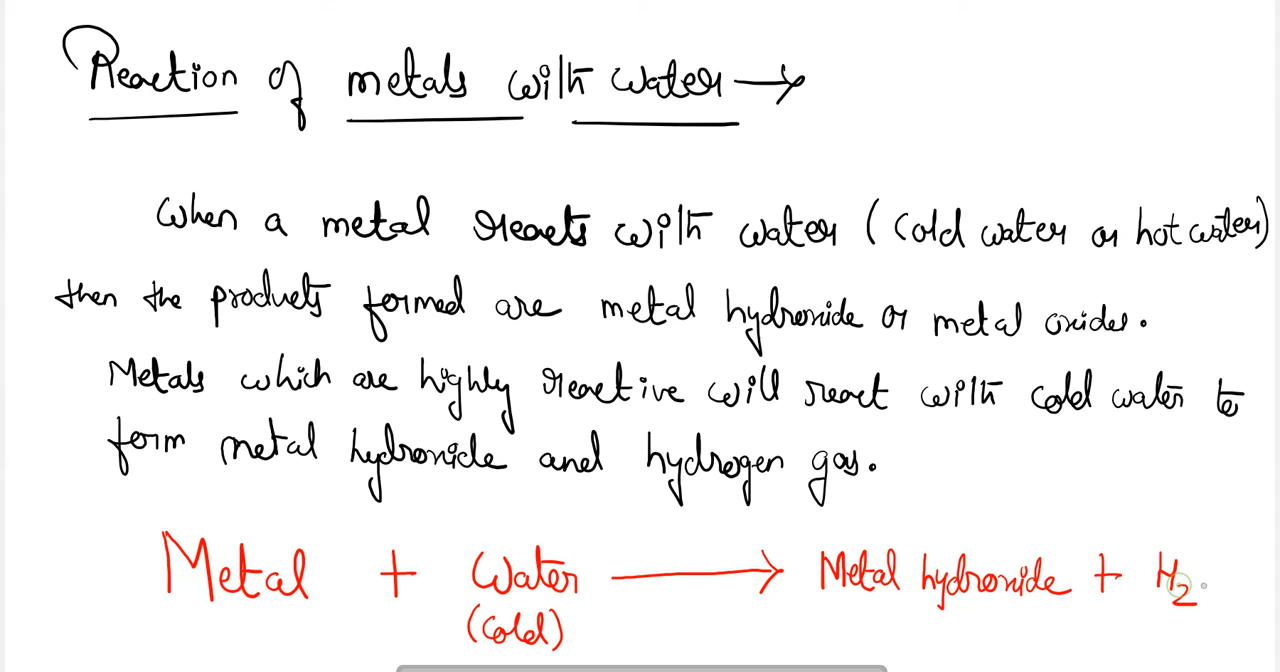 Reaction of metals with water →
When a metal reacts with water (cold water or hot water)
then the products formed are metal hydroxide or metal oxides.
Metals which are highly reactive will react with cold water to
form metal hydroxide and hydrogen gas.
Metal + Water → Metal hydroxide + H₂
(cold)